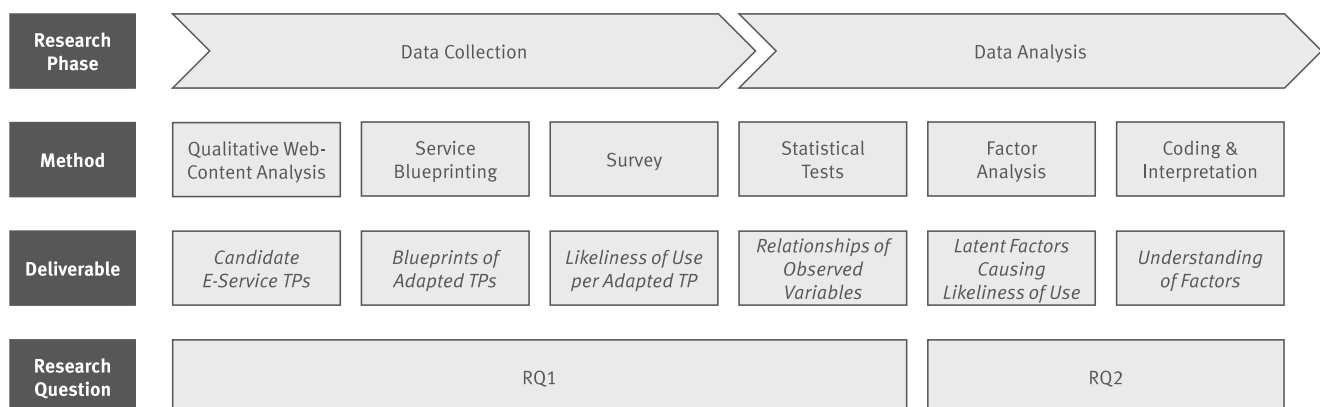 Research
Phase
Data Collection
Data Analysis
Method
Qualitative Web-
Content Analysis
Service
Blueprinting
Survey
Statistical
Tests
Factor
Analysis
Coding &
Interpretation
Deliverable
Candidate
E-Service TPs
Blueprints of
Adapted TPs
Likeliness of Use
per Adapted TP
Relationships of
Observed
Variables
Latent Factors
Causing
Likeliness of Use
Understanding
of Factors
Research
Question
RQ1
RQ2